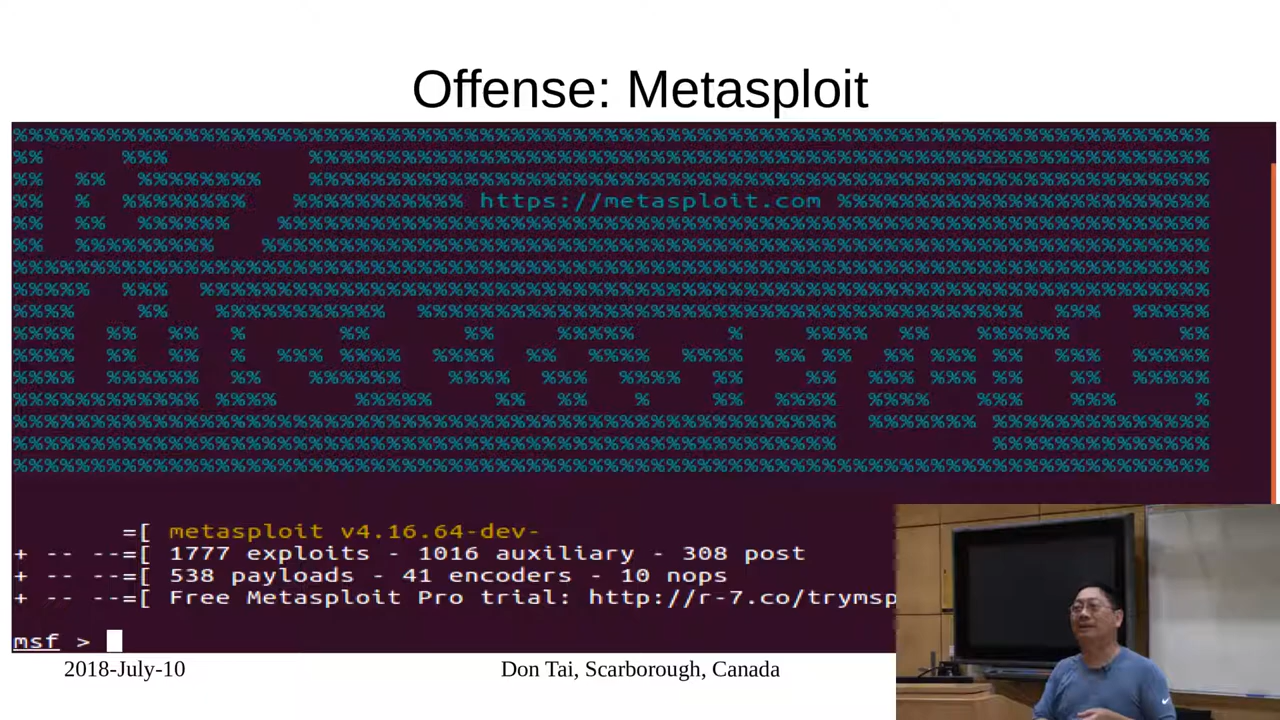 Offense: Metasploit
https://metasploit.com
=[ metasploit v4.16.64-dev-
+ -- --=[ 1777 exploits - 1016 auxiliary - 308 post
+ -- --=[ 538 payloads - 41 encoders - 10 nops
+ -- --=[ Free Metasploit Pro trial: http://r-7.co/trymsp
msf >
2018-July-10
Don Tai, Scarborough, Canada